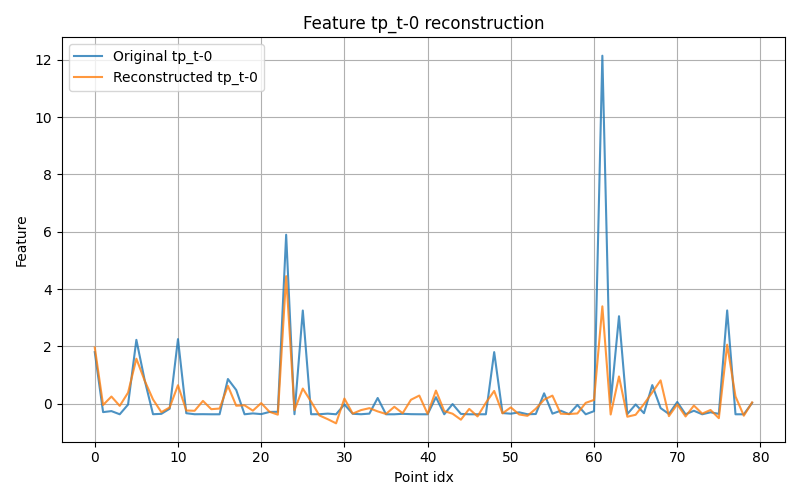 Feature tp_t-0 reconstruction
Original tp_t-0
Reconstructed tp_t-0
12
10
8
6
4
2
0
Feature
0 10 20 30 40 50 60 70 80
Point idx